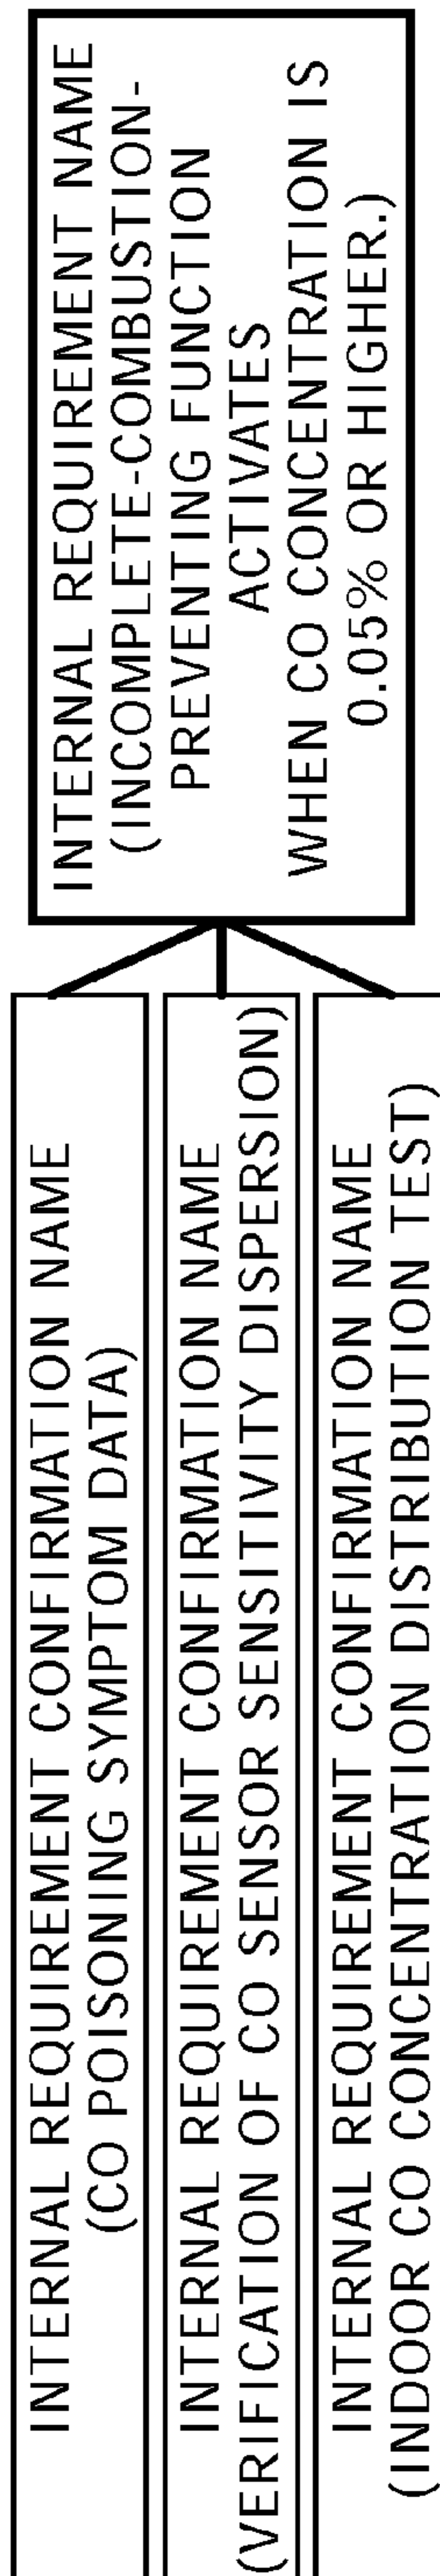 INTERNAL REQUIREMENT CONFIRMATION NAME
(CO POISONING SYMPTOM DATA)
INTERNAL REQUIREMENT CONFIRMATION NAME
(VERIFICATION OF CO SENSOR SENSITIVITY DISPERSION)
INTERNAL REQUIREMENT CONFIRMATION NAME
(INDOOR CO CONCENTRATION DISTRIBUTION TEST)
INTERNAL REQUIREMENT NAME
(INCOMPLETE-COMBUSTION-
PREVENTING FUNCTION
ACTIVATES
WHEN CO CONCENTRATION IS
0.05% OR HIGHER.)